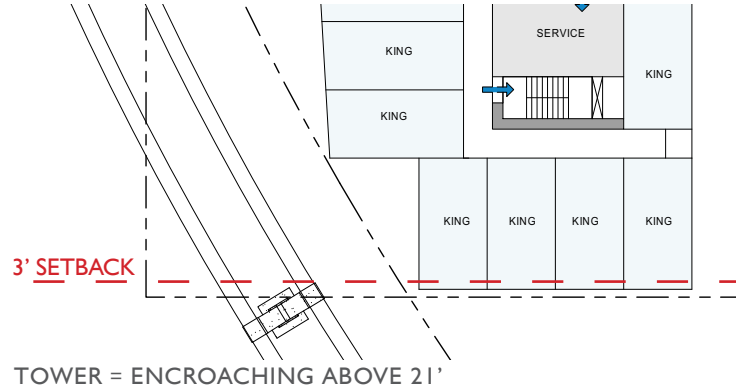 SERVICE
KING
KING
KING
KING KING KING KING
3’ SETBACK
TOWER = ENCROACHING ABOVE 21’